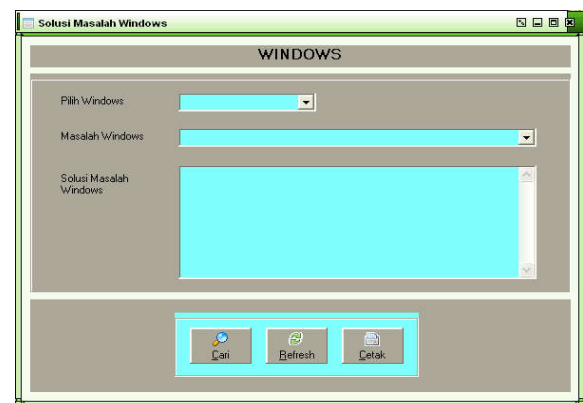 Solusi Masalah Windows
WINDOWS
Pilih Windows
Masalah Windows
Solusi Masalah
Windows
Cari
Refresh
Cetak